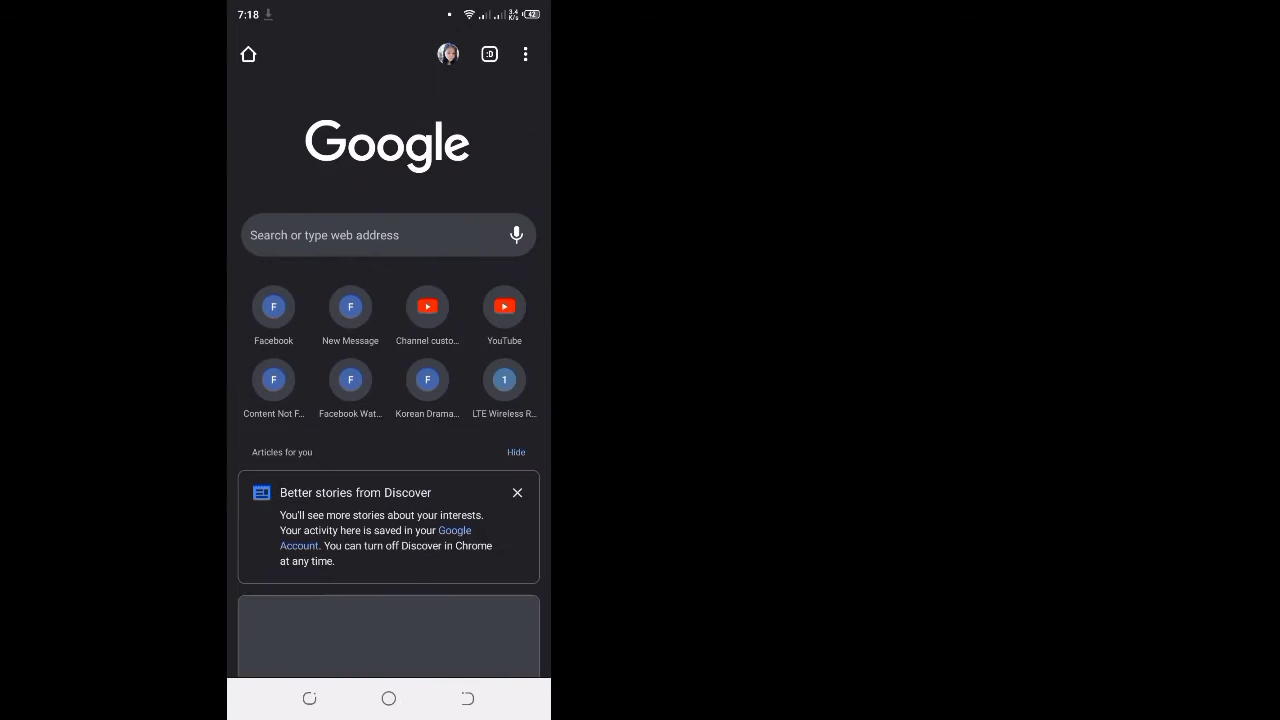 7:18
3.4
K/s
42
:D
Google
Search or type web address
F
F
Facebook
New Message
Channel custo...
YouTube
F
F
F
1
Content Not F...
Facebook Wat...
Korean Drama...
LTE Wireless R...
Articles for you
Hide
Better stories from Discover
You'll see more stories about your interests.
Your activity here is saved in your Google
Account. You can turn off Discover in Chrome
at any time.